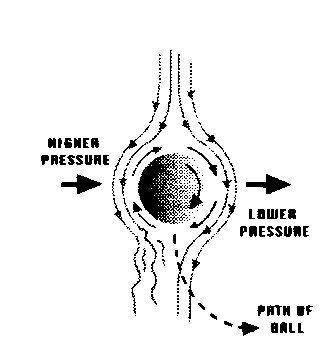 HIGHER
PRESSURE
LOWER
PRESSURE
PATH OF
BALL